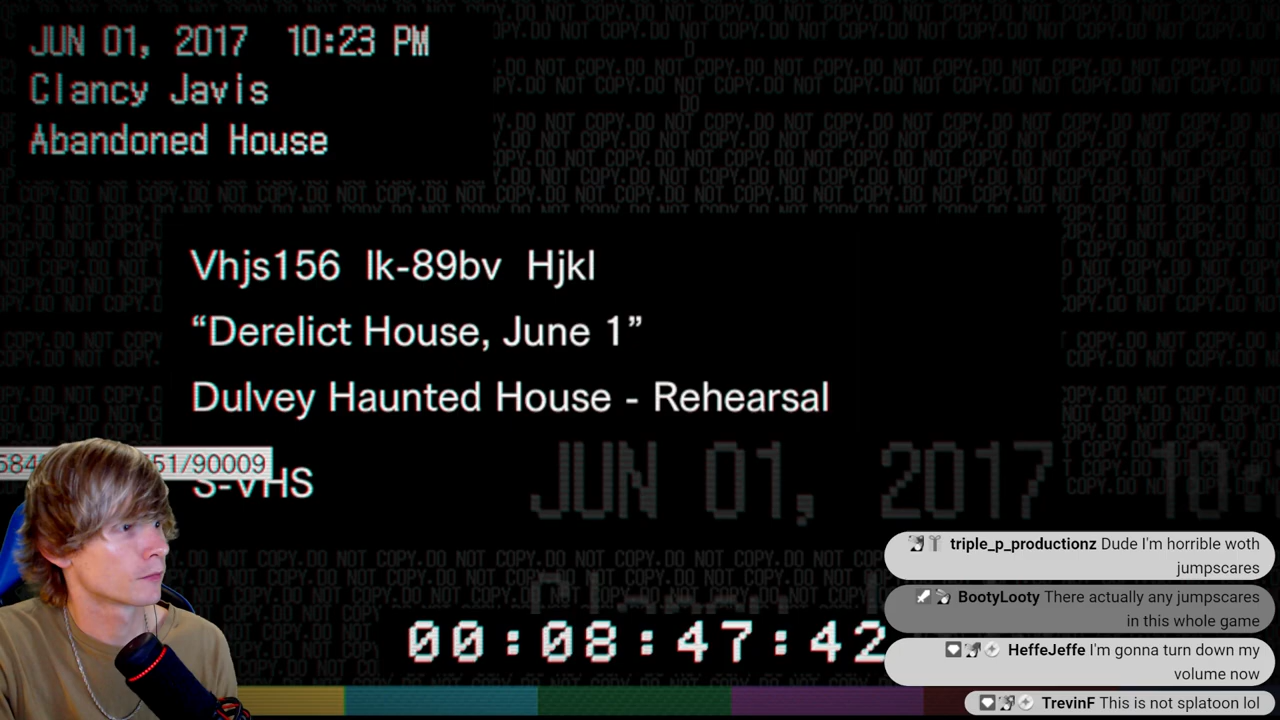 JUN 01, 2017 10:23 PM
Clancy Javis
Abandoned House
Vhjs156 lk-89bv Hjkl
“Derelict House, June 1”
Dulvey Haunted House - Rehearsal
51/90009
S-VHS
JUN 01, 2017 10:
00:08:47:42
triple_p_productionz Dude I'm horrible woth
jumpscares
BootyLooty There actually any jumpscares
in this whole game
HeffeJeffe I'm gonna turn down my
volume now
TrevinF This is not splatoon lol